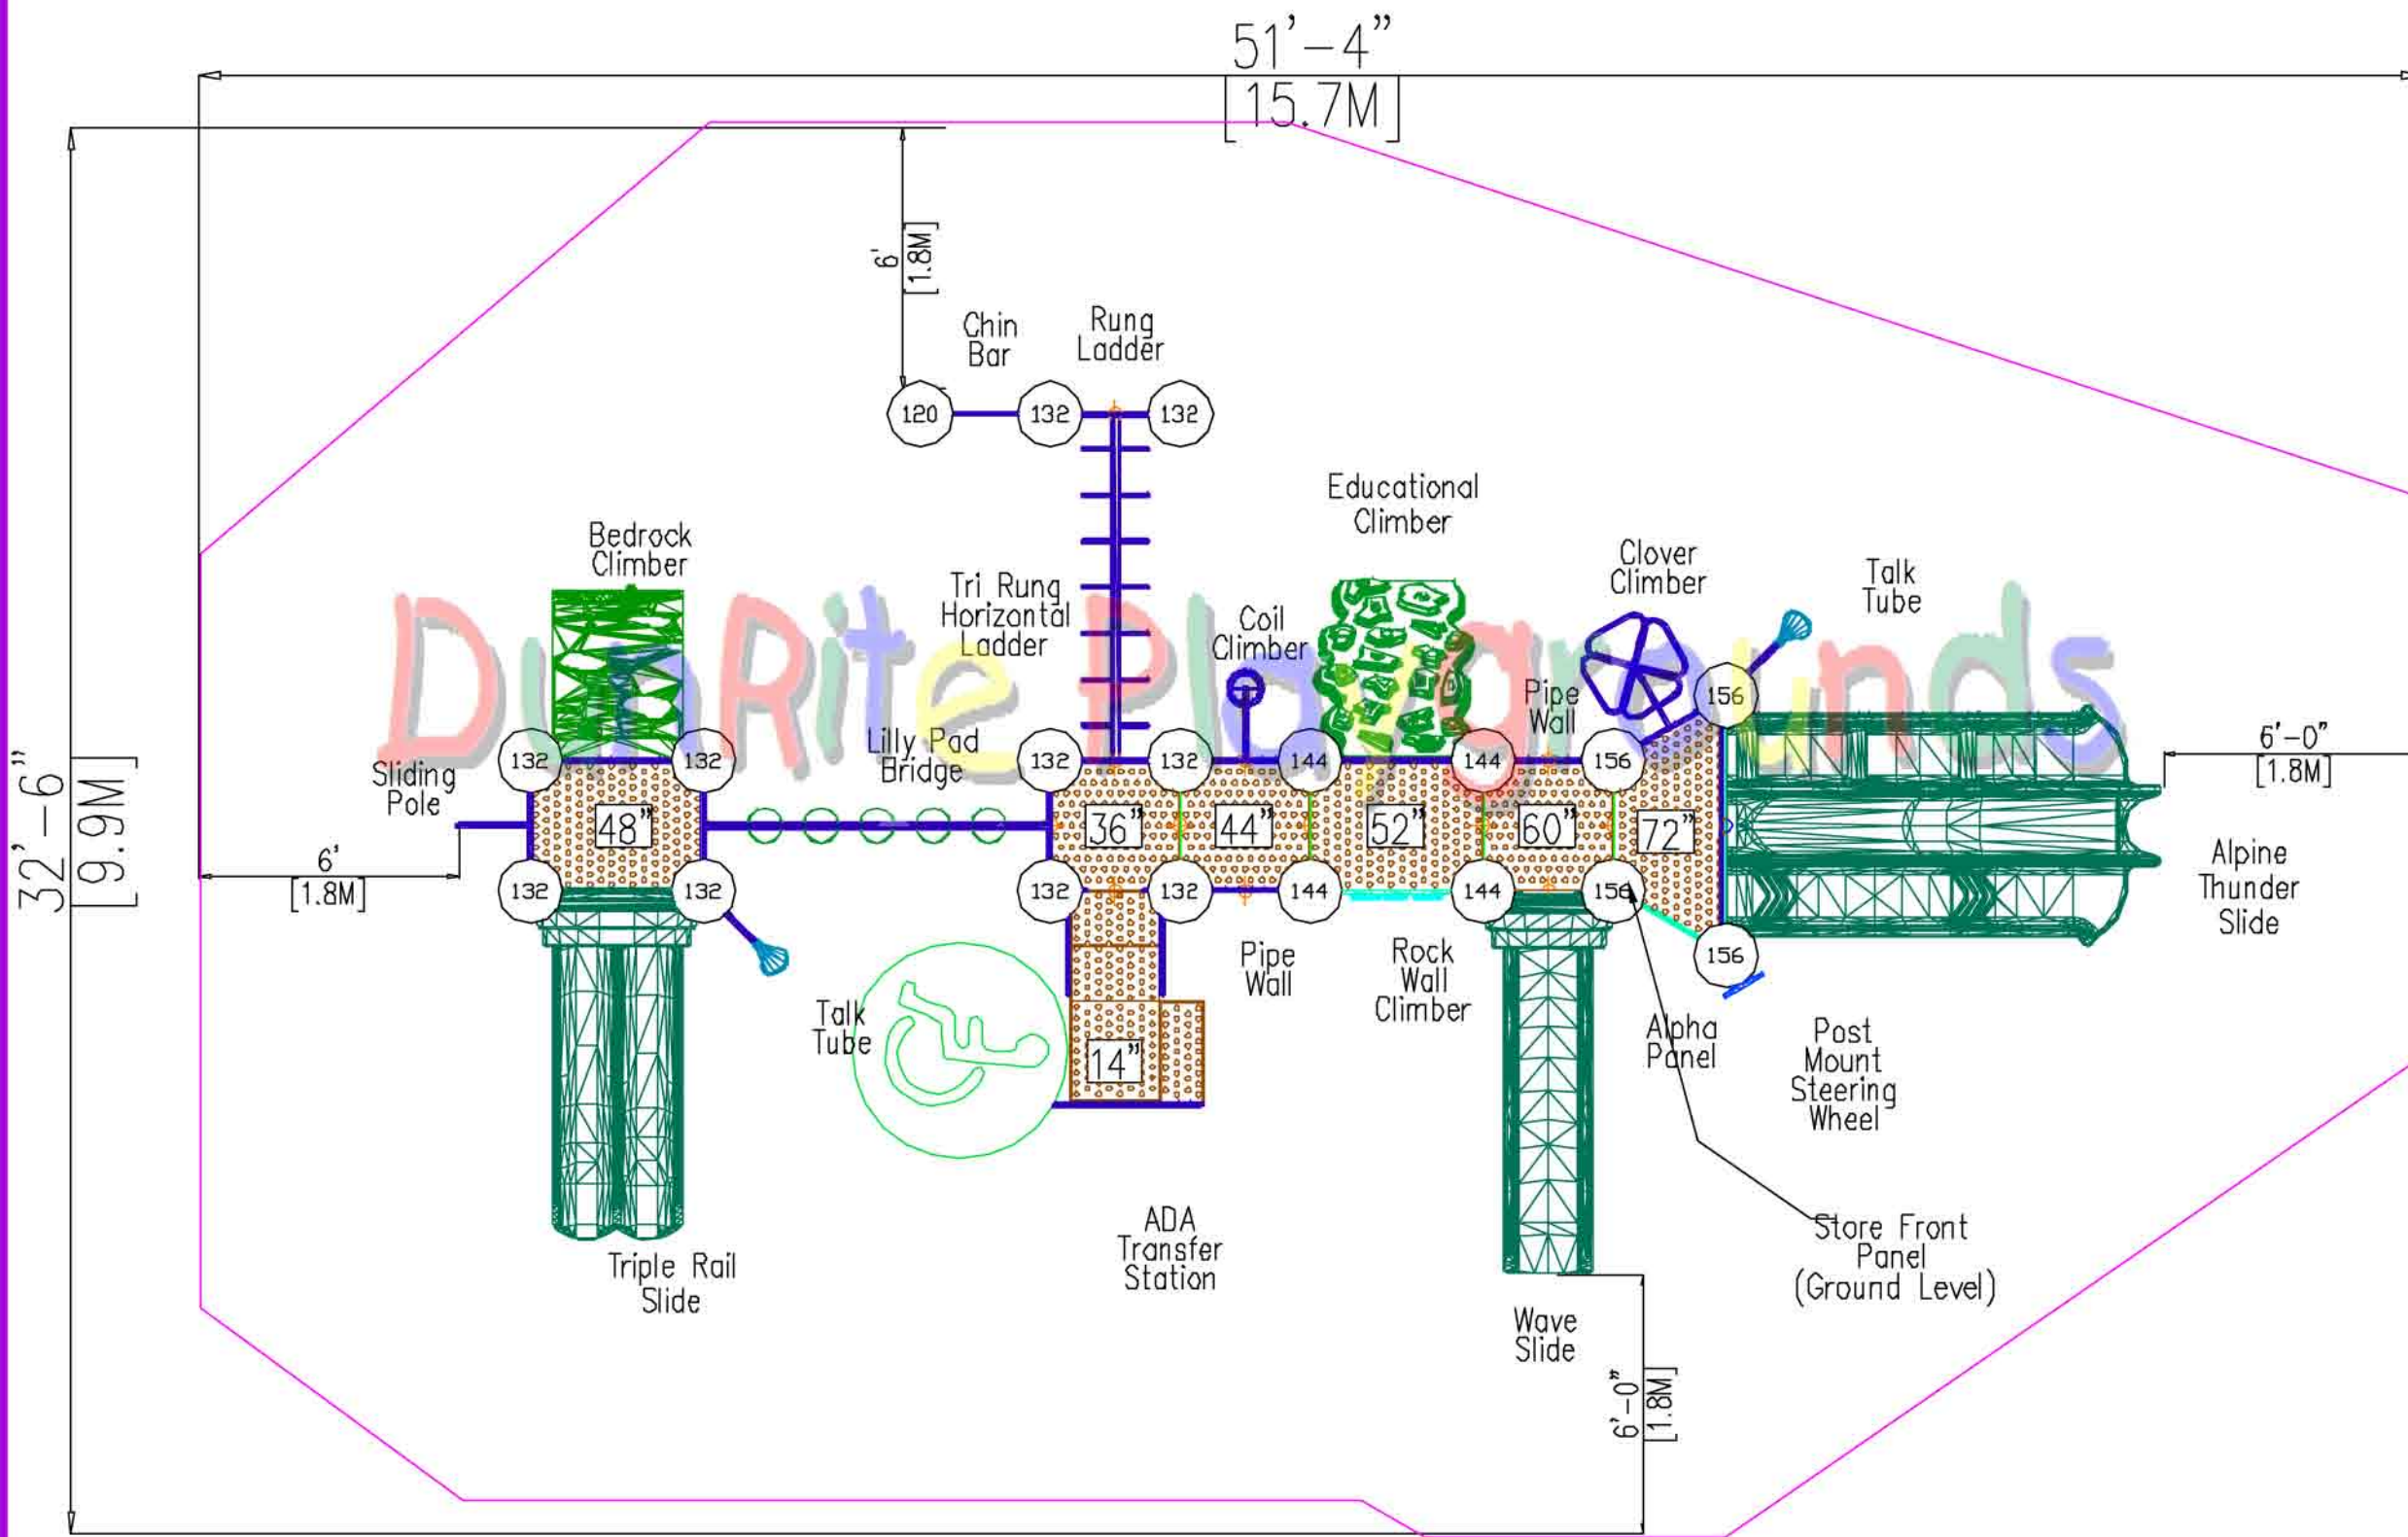 51'-4"
[15.7M]
6'
[1.8M]
Chin
Bar
Rung
Ladder
120
132
132
Educational
Climber
Bedrock
Climber
Clover
Climber
Talk
Tube
Tri Rung
Horizontal
Ladder
Coil
Climber
DunRite Playgrounds
Pipe
Wall
156
Lilly Pad
Bridge
Sliding
Pole
132
132
132
132
144
144
156
6'-0"
[1.8M]
32'-6"
[9.9M]
48"
36"
44"
52"
60"
72"
6'
[1.8M]
132
132
132
132
144
144
156
156
Alpine
Thunder
Slide
Pipe
Wall
Rock
Wall
Climber
Talk
Tube
14"
Alpha
Panel
Post
Mount
Steering
Wheel
ADA
Transfer
Station
Store Front
Panel
(Ground Level)
Triple Rail
Slide
Wave
Slide
6'-0"
[1.8M]